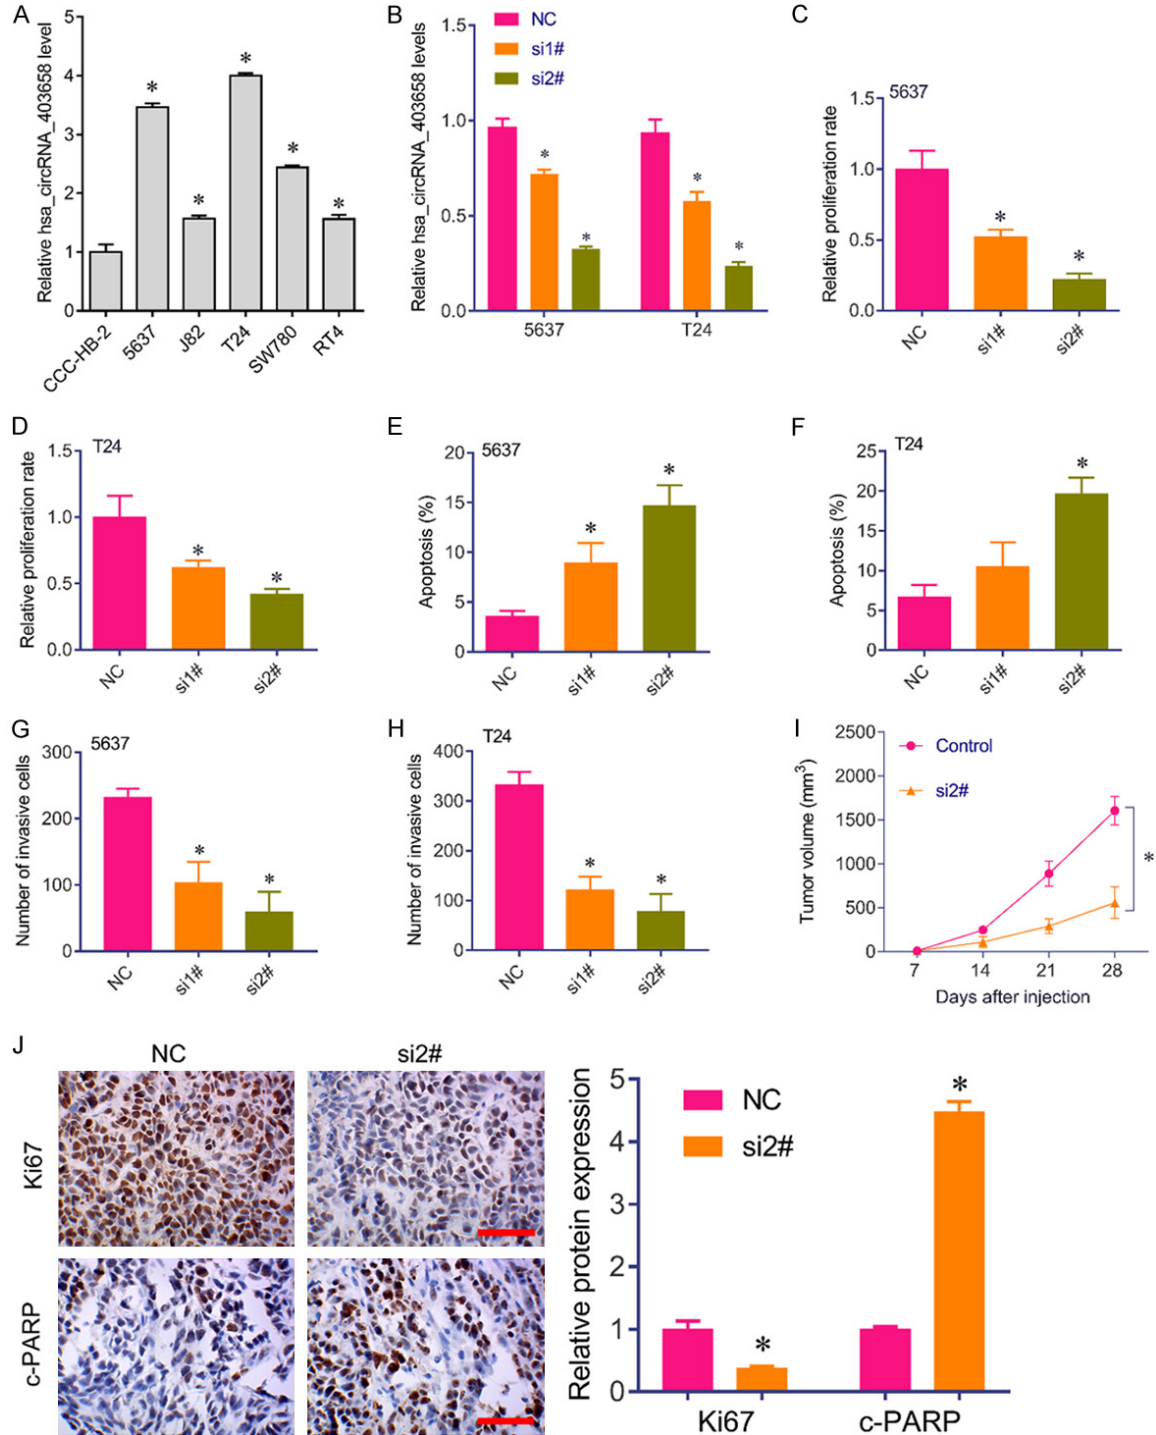 A
Relative hsa_circRNA_403658 level
5
4
3
2
1
0
*
*
*
*
*
CCC-HB-2
5637
J82
T24
SW780
RT4
B
Relative hsa_circRNA_403658 levels
1.5
1.0
0.5
0.0
NC
si1#
si2#
*
*
*
*
5637
T24
C
5637
Relative proliferation rate
1.5
1.0
0.5
0.0
*
*
NC
si1#
si2#
D
T24
Relative proliferation rate
1.5
1.0
0.5
0.0
*
*
NC
si1#
si2#
E
5637
Apoptosis (%)
20
15
10
5
0
*
*
NC
si1#
si2#
F
T24
Apoptosis (%)
25
20
15
10
5
0
*
NC
si1#
si2#
G
5637
Number of invasive cells
300
200
100
0
*
*
NC
si1#
si2#
H
T24
Number of invasive cells
400
300
200
100
0
*
*
NC
si1#
si2#
I
Tumor volume (mm³)
2500
2000
1500
1000
500
0
Control
si2#
*
7
14
21
28
Days after injection
J
NC
si2#
Ki67
c-PARP
Relative protein expression
5
4
3
2
1
0
NC
si2#
*
*
Ki67
c-PARP